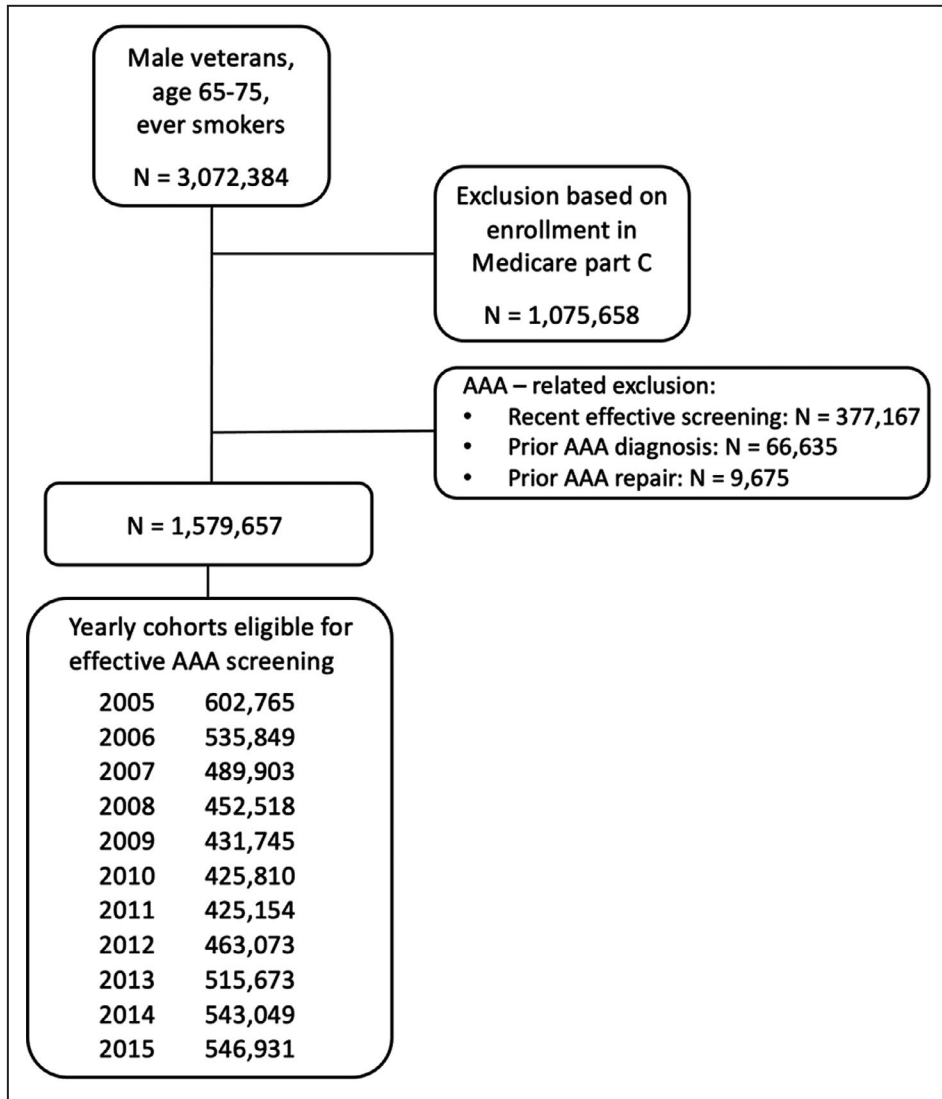 Male veterans,
age 65-75,
ever smokers
N = 3,072,384
Exclusion based on
enrollment in
Medicare part C
N = 1,075,658
AAA – related exclusion:
• Recent effective screening: N = 377,167
• Prior AAA diagnosis: N = 66,635
• Prior AAA repair: N = 9,675
N = 1,579,657
Yearly cohorts eligible for
effective AAA screening
2005 602,765
2006 535,849
2007 489,903
2008 452,518
2009 431,745
2010 425,810
2011 425,154
2012 463,073
2013 515,673
2014 543,049
2015 546,931